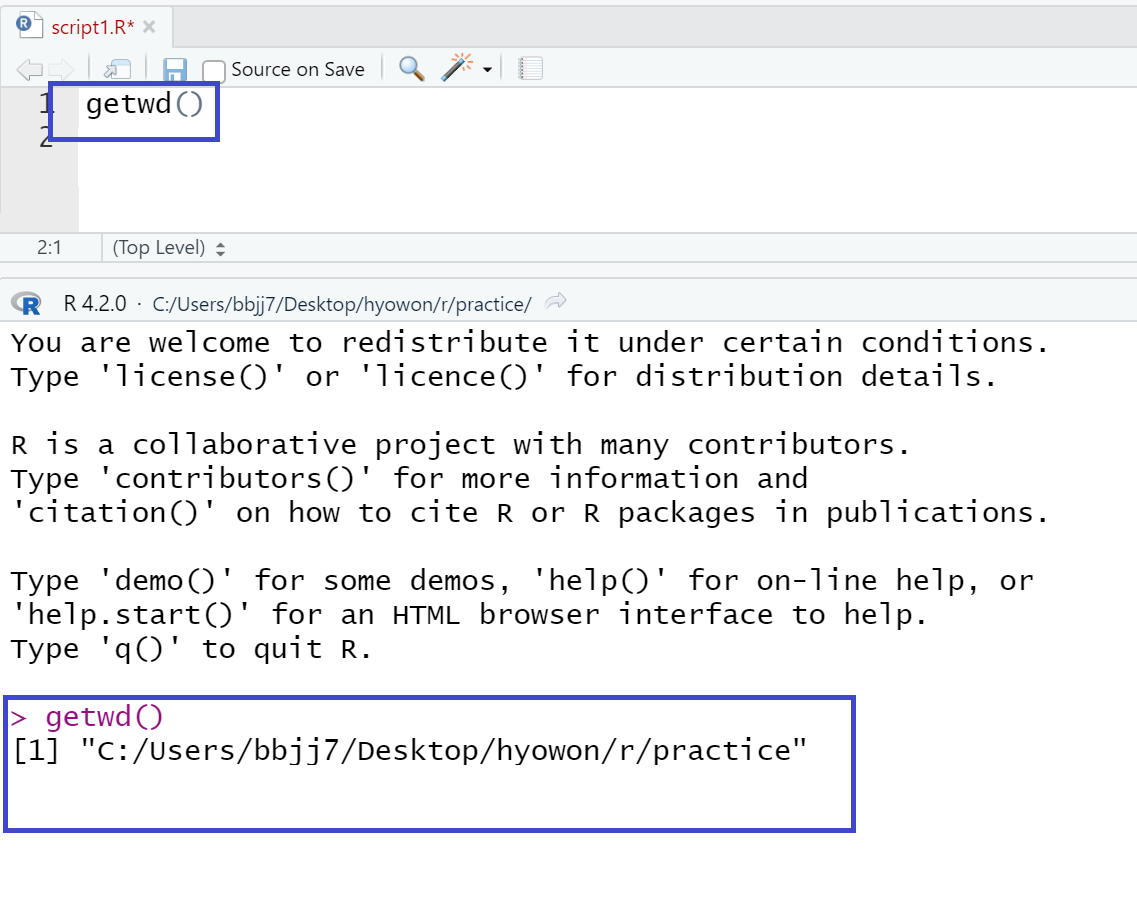 script1.R*
Source on Save
1 getwd()
2
2:1 (Top Level)
R 4.2.0 · C:/Users/bbjj7/Desktop/hyowon/r/practice/
You are welcome to redistribute it under certain conditions.
Type 'license()' or 'licence()' for distribution details.
R is a collaborative project with many contributors.
Type 'contributors()' for more information and
'citation()' on how to cite R or R packages in publications.
Type 'demo()' for some demos, 'help()' for on-line help, or
'help.start()' for an HTML browser interface to help.
Type 'q()' to quit R.
> getwd()
[1] "C:/Users/bbjj7/Desktop/hyowon/r/practice"